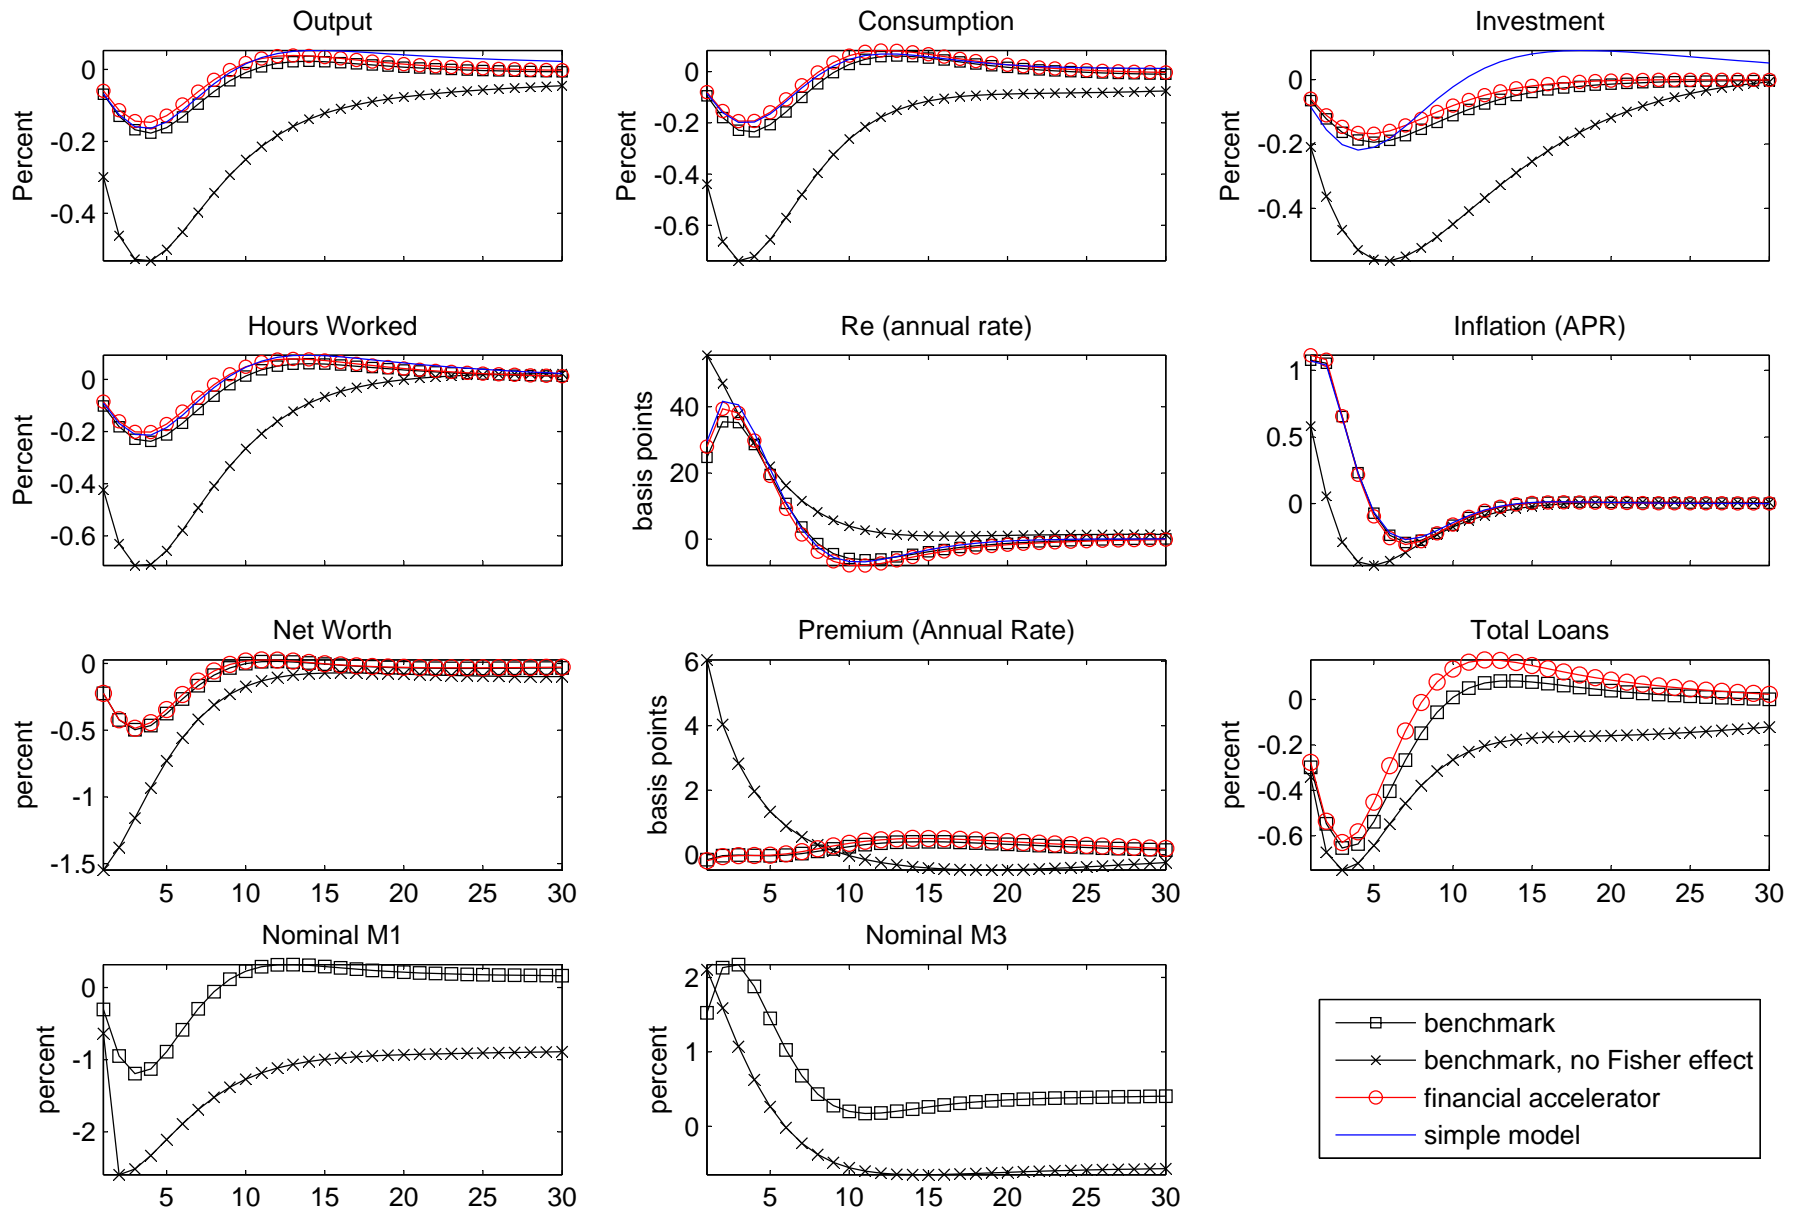 Output
Consumption
Investment
Percent
0
-0.2
-0.4
Percent
0
-0.2
-0.4
-0.6
Percent
0
-0.2
-0.4
Hours Worked
Re (annual rate)
Inflation (APR)
Percent
0
-0.2
-0.4
-0.6
basis points
40
20
0
1
0.5
0
Net Worth
Premium (Annual Rate)
Total Loans
percent
0
-0.5
-1
-1.5
5 10 15 20 25 30
basis points
6
4
2
0
5 10 15 20 25 30
percent
0
-0.2
-0.4
-0.6
5 10 15 20 25 30
Nominal M1
Nominal M3
percent
0
-1
-2
5 10 15 20 25 30
percent
2
1
0
5 10 15 20 25 30
benchmark
benchmark, no Fisher effect
financial accelerator
simple model